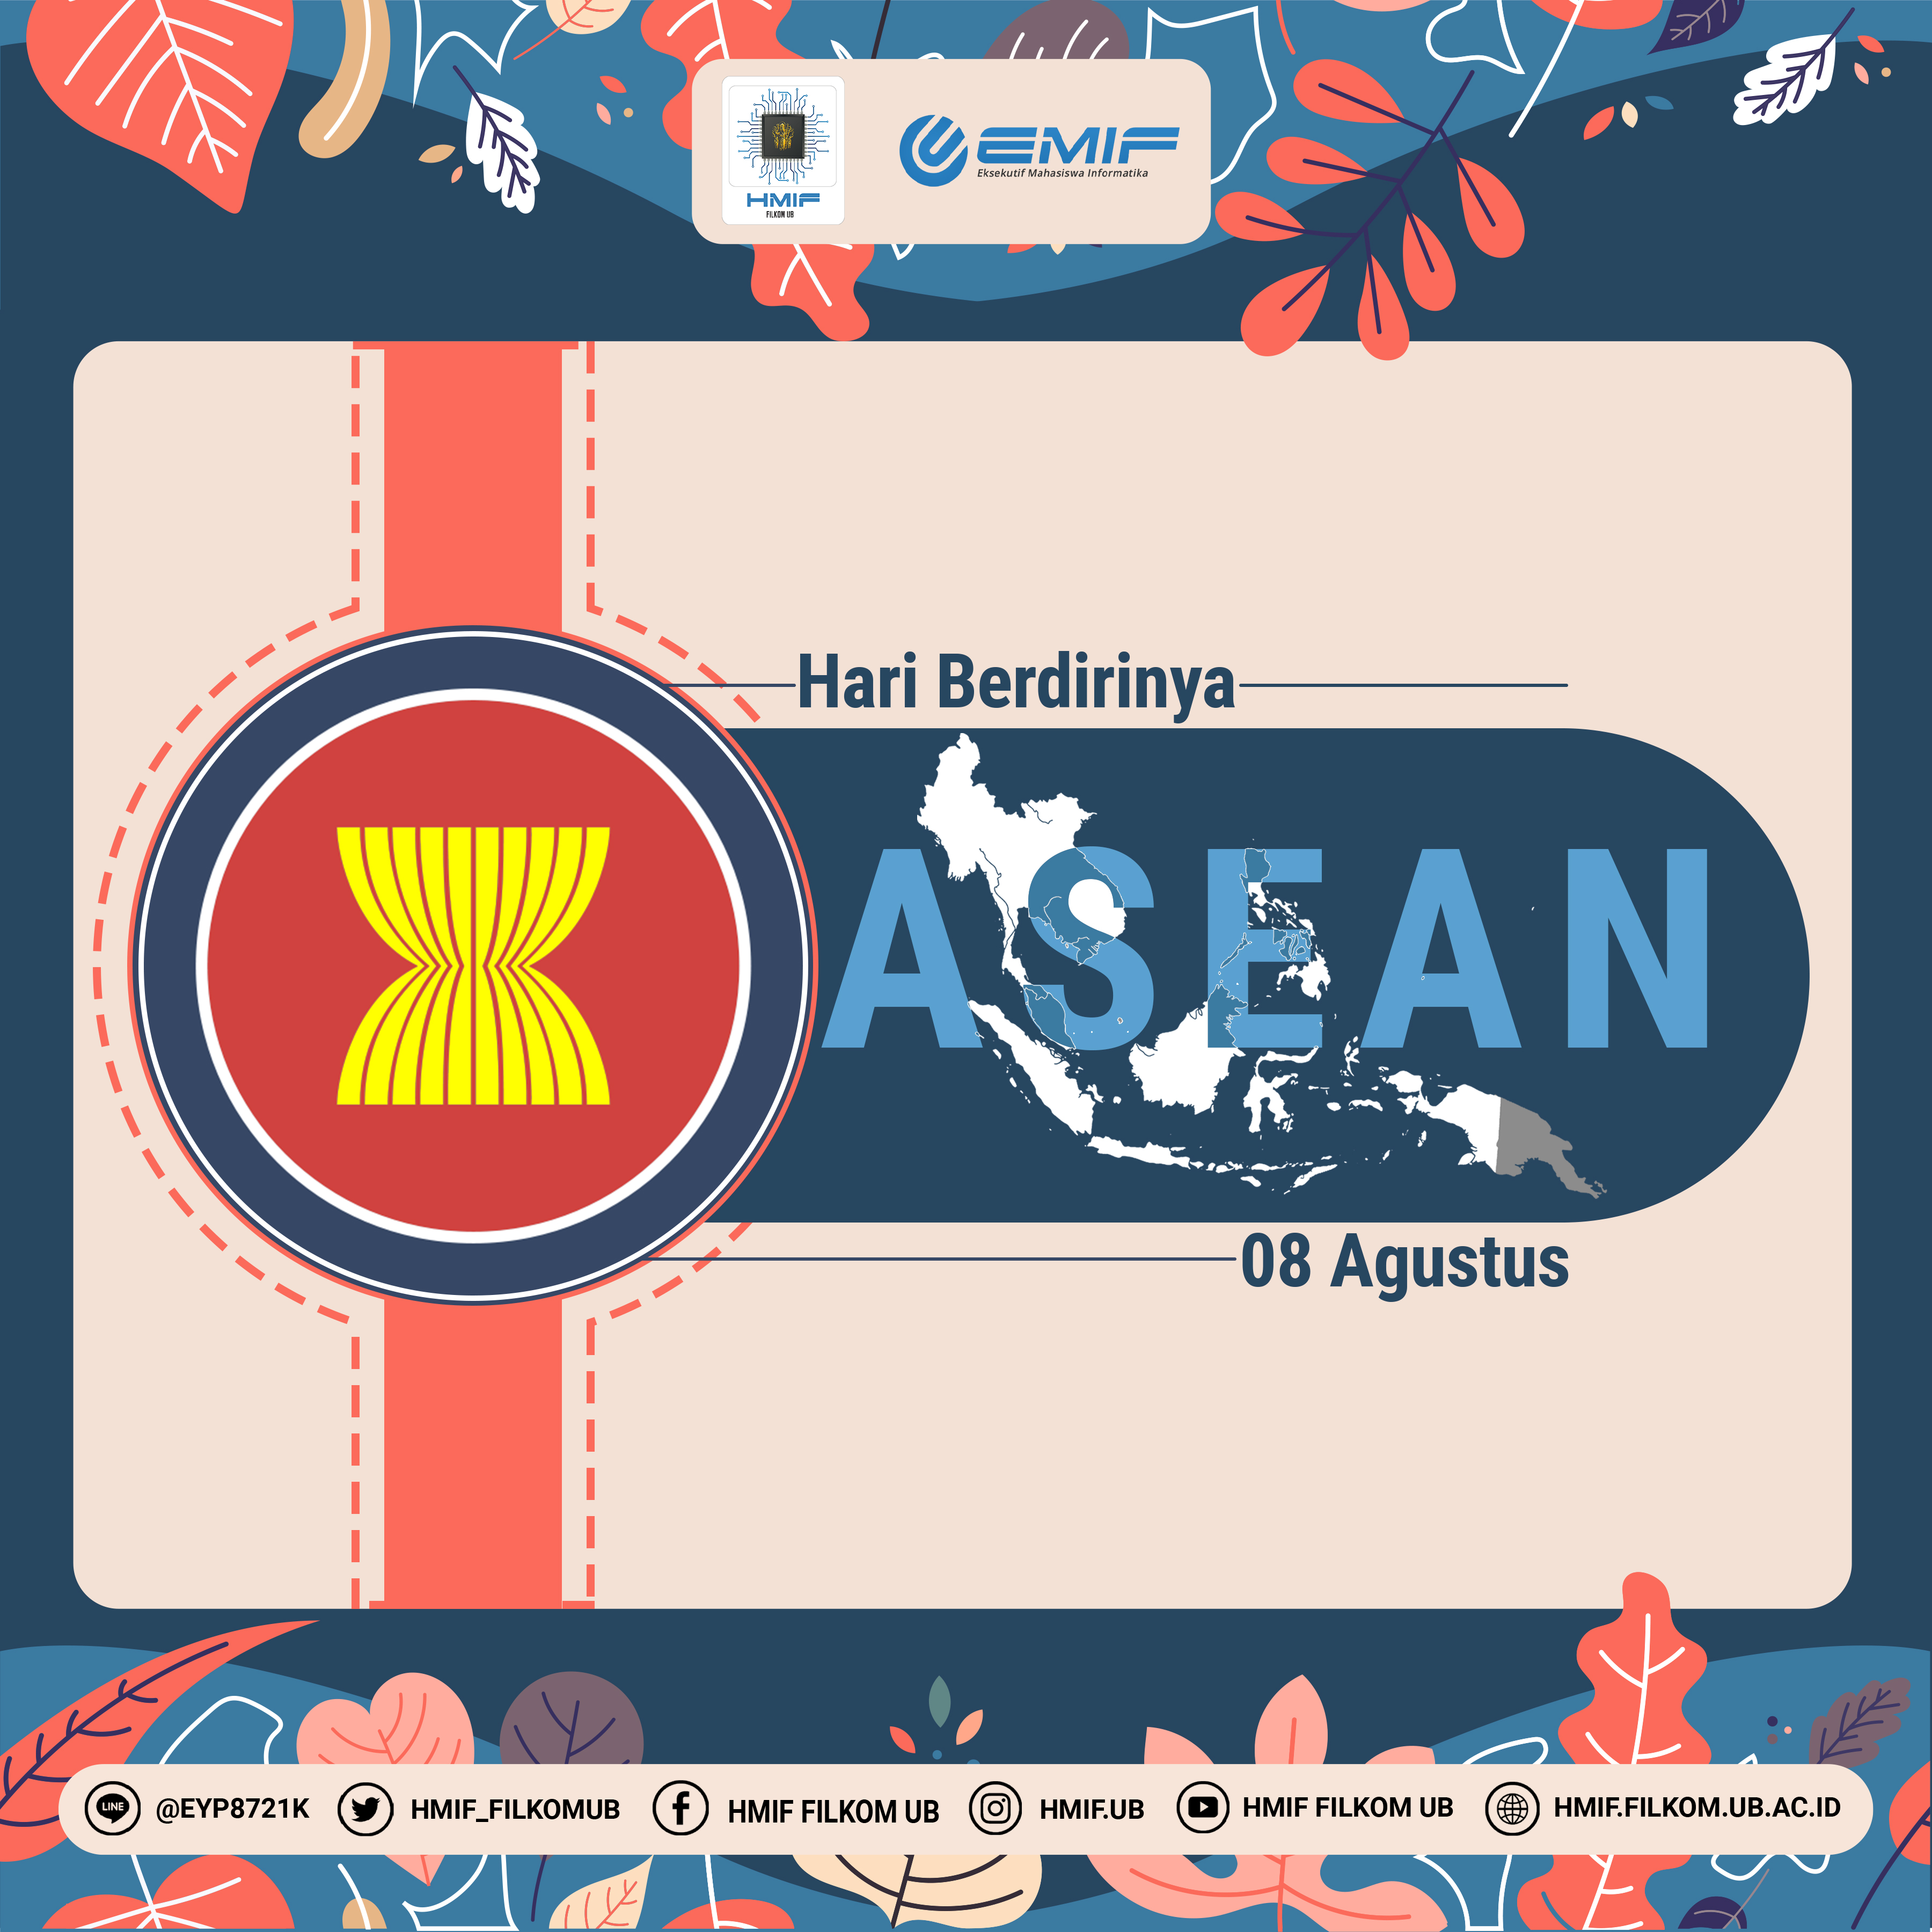 HMIF
FILKOM UB
EMIF
Eksekutif Mahasiswa Informatika
Hari Berdirinya
ASEAN
08 Agustus
LINE
@EYP8721K
HMIF_FILKOMUB
HMIF FILKOM UB
HMIF.UB
HMIF FILKOM UB
HMIF.FILKOM.UB.AC.ID